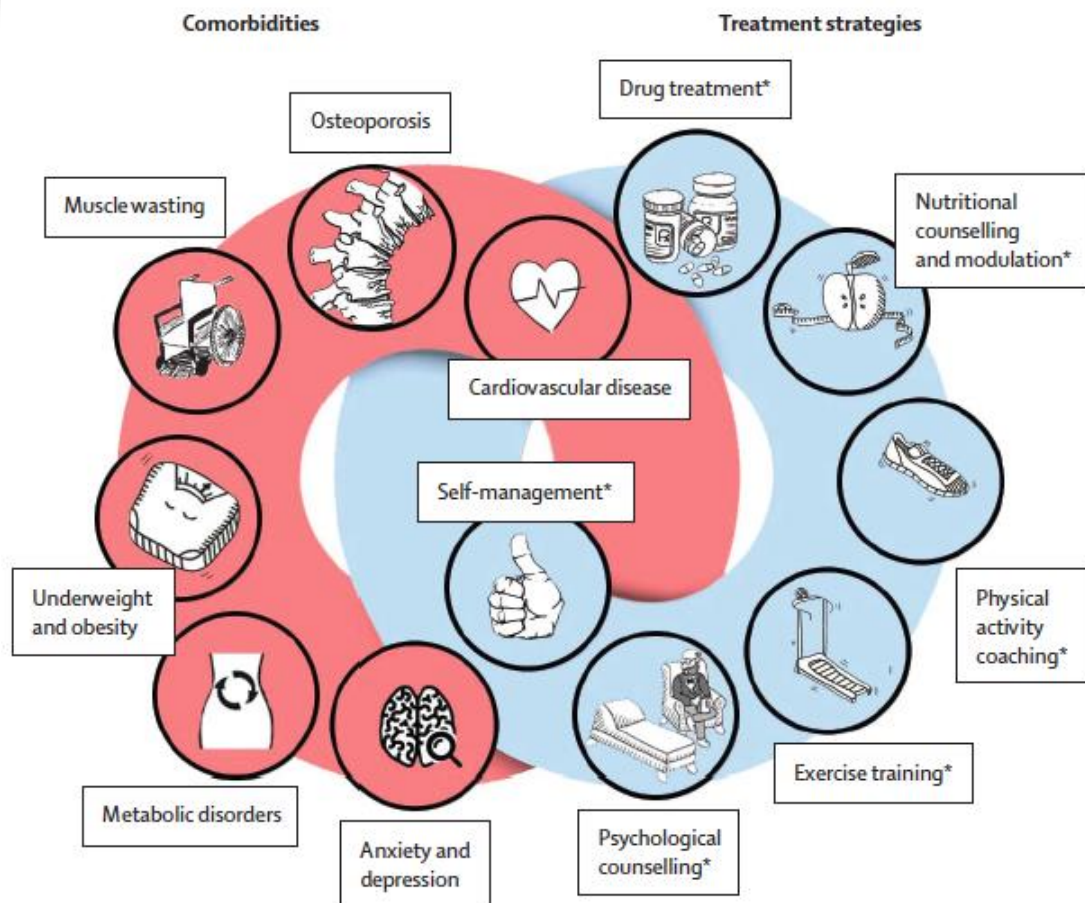 Comorbidities
Treatment strategies
Drug treatment*
Osteoporosis
Muscle wasting
Nutritional
counselling
and modulation*
Cardiovascular disease
Self-management*
Underweight
and obesity
Physical
activity
coaching*
Exercise training*
Metabolic disorders
Anxiety and
depression
Psychological
counselling*